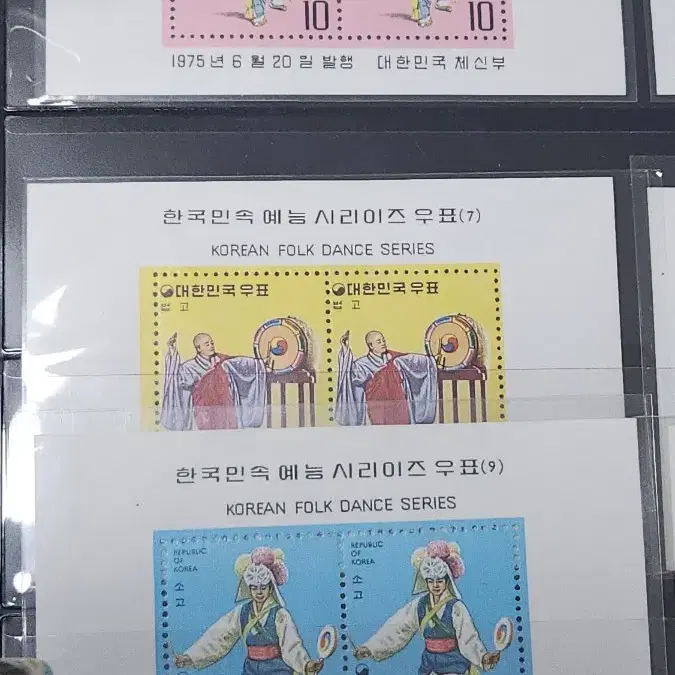 10 10
1975년 6월 20일 발행 대한민국 체신부
한국민속 예능 시리이즈 우표(7)
KOREAN FOLK DANCE SERIES
대한민국우표 대한민국우표
법고 법고
한국민속 예능 시리이즈 우표(9)
KOREAN FOLK DANCE SERIES
REPUBLIC OF KOREA REPUBLIC OF KOREA
소고 소고